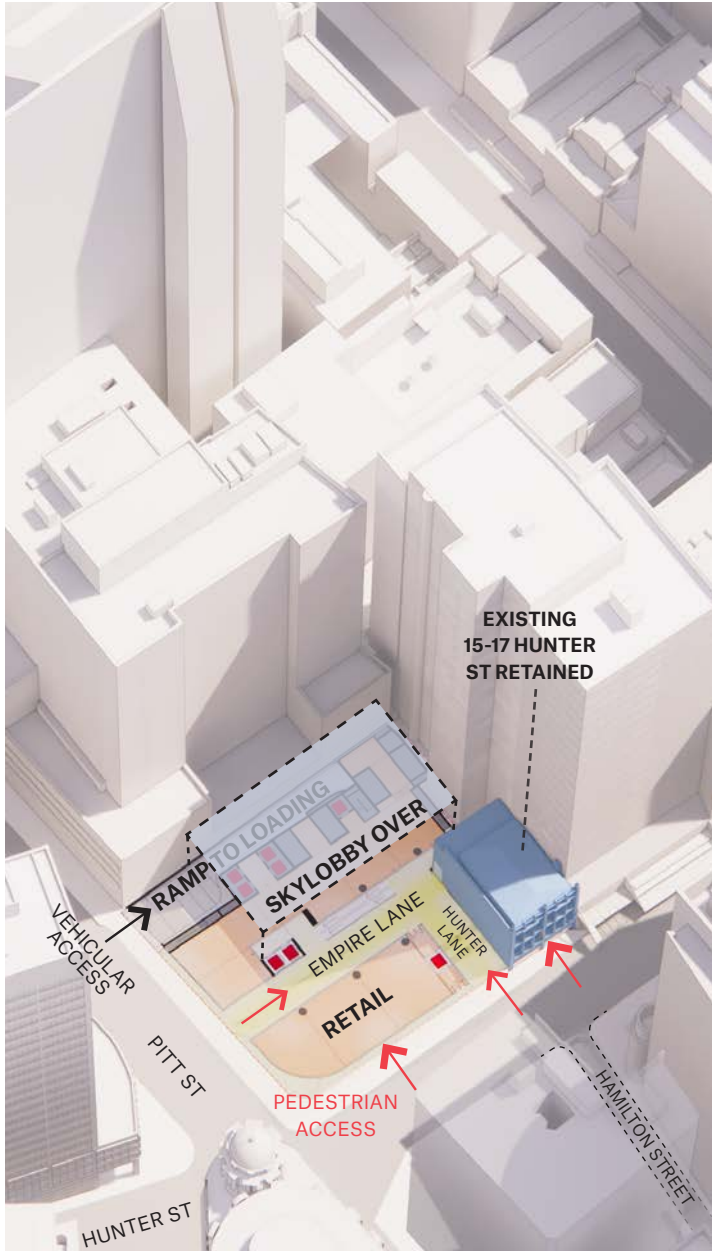 EXISTING
15-17 HUNTER
ST RETAINED
RAMP TO LOADING
SKYLOBBY OVER
VEHICULAR
ACCESS
EMPIRE LANE
HUNTER
LANE
RETAIL
PITT ST
PEDESTRIAN
ACCESS
HAMILTON STREET
HUNTER ST